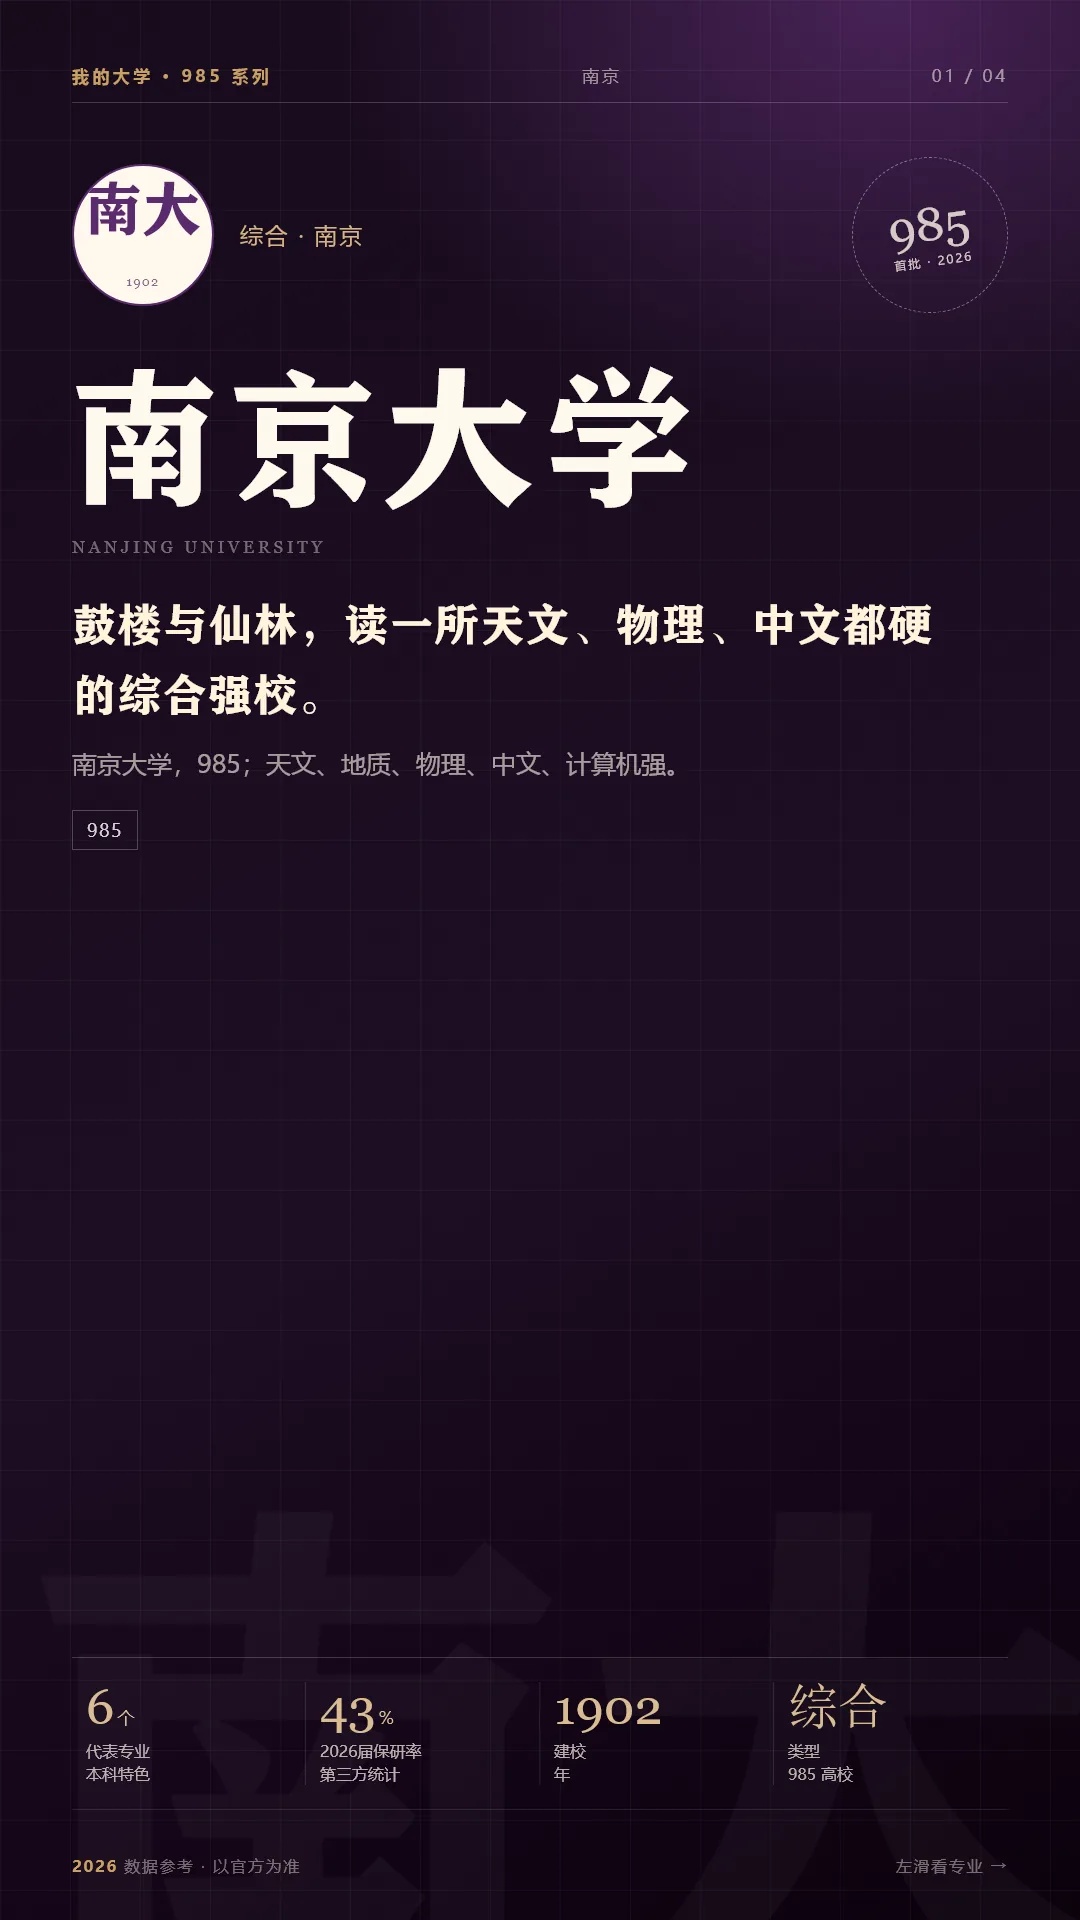 我的大学 · 985 系列
南京
01 / 04
南大
1902
综合 · 南京
985
首批 · 2026
南京大学
NANJING UNIVERSITY
鼓楼与仙林，读一所天文、物理、中文都硬
的综合强校。
南京大学，985；天文、地质、物理、中文、计算机强。
985
南大
6个
代表专业
本科特色
43%
2026届保研率
第三方统计
1902
建校
年
综合
类型
985 高校
2026 数据参考 · 以官方为准
左滑看专业 →